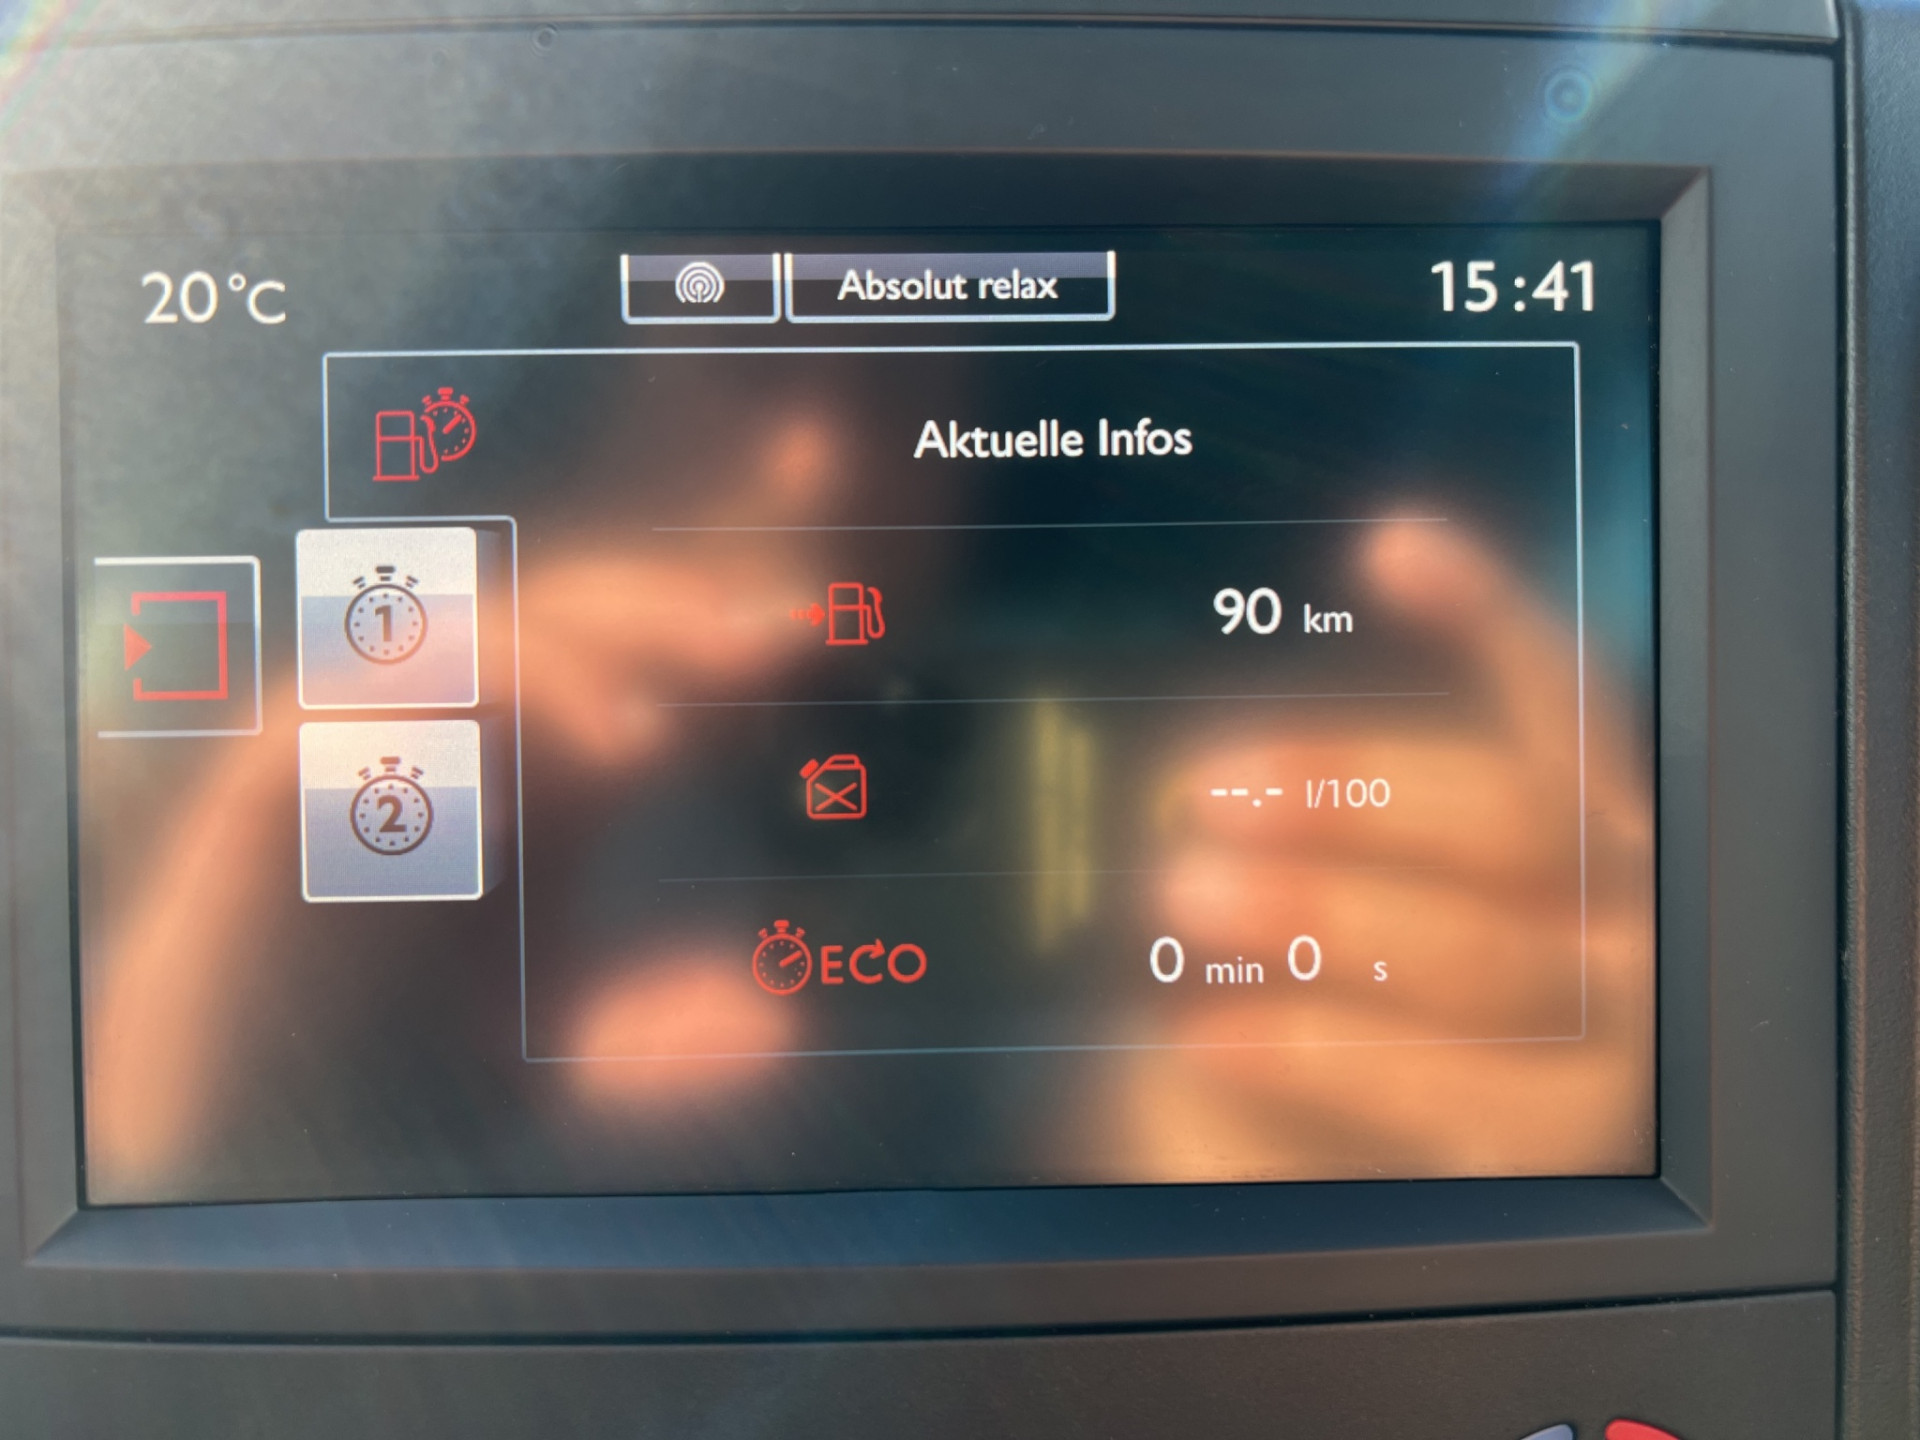 20°C
Absolut relax
15:41
Aktuelle Infos
1
90 km
2
--.- l/100
ECO
0 min 0 s